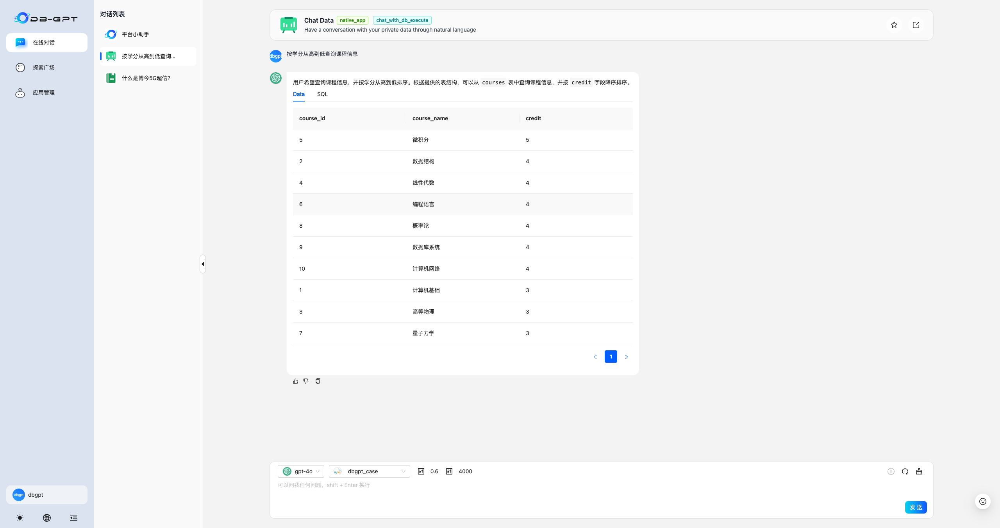 DB-GPT
在线对话
探索广场
应用管理
dbgpt
dbgpt
对话列表
平台小助手
按学分从高到低查询...
什么是博今5G超信?
Chat Data native_app chat_with_db_execute
Have a conversation with your private data through natural language
dbgpt 按学分从高到低查询课程信息
用户希望查询课程信息，并按学分从高到低排序。根据提供的表结构，可以从 courses 表中查询课程信息，并按 credit 字段降序排序。
Data SQL
course_id course_name credit
5 微积分 5
2 数据结构 4
4 线性代数 4
6 编程语言 4
8 概率论 4
9 数据库系统 4
10 计算机网络 4
1 计算机基础 3
3 高等物理 3
7 量子力学 3
< 1 >
gpt-4o MySQL dbgpt_case 0.6 4000
可以问我任何问题，shift + Enter 换行
发 送